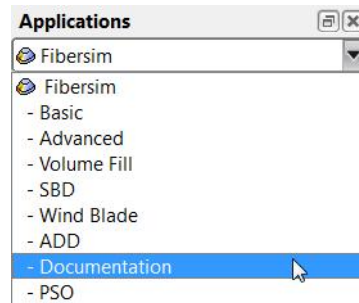 Applications
Fibersim
Fibersim
- Basic
- Advanced
- Volume Fill
- SBD
- Wind Blade
- ADD
- Documentation
- PSO